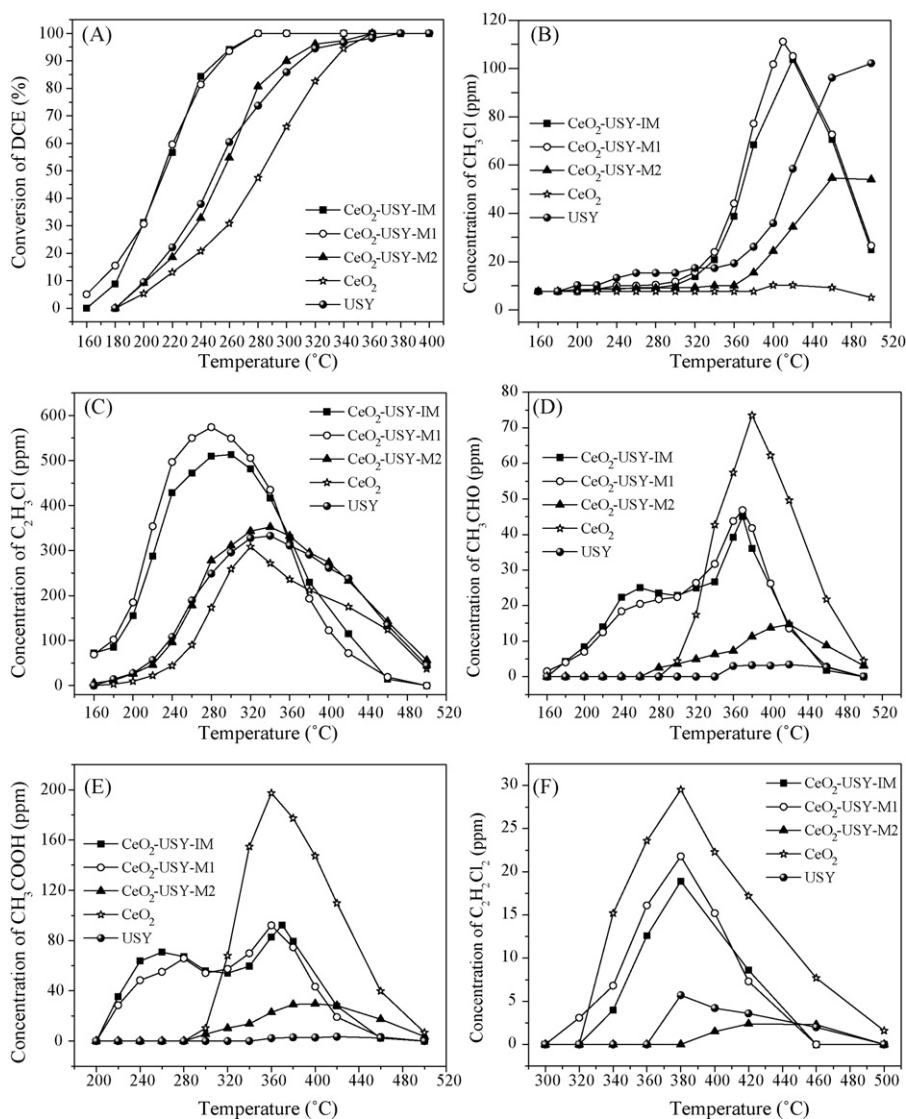 (A)
Conversion of DCE (%)
100
90
80
70
60
50
40
30
20
10
0
CeO2-USY-IM
CeO2-USY-M1
CeO2-USY-M2
CeO2
USY
160 180 200 220 240 260 280 300 320 340 360 380 400
Temperature (˚C)
(B)
Concentration of CH3Cl (ppm)
120
100
80
60
40
20
0
CeO2-USY-IM
CeO2-USY-M1
CeO2-USY-M2
CeO2
USY
160 200 240 280 320 360 400 440 480 520
Temperature (˚C)
(C)
Concentration of C2H3Cl (ppm)
600
500
400
300
200
100
0
CeO2-USY-IM
CeO2-USY-M1
CeO2-USY-M2
CeO2
USY
160 200 240 280 320 360 400 440 480 520
Temperature (˚C)
(D)
Concentration of CH3CHO (ppm)
80
70
60
50
40
30
20
10
0
CeO2-USY-IM
CeO2-USY-M1
CeO2-USY-M2
CeO2
USY
160 200 240 280 320 360 400 440 480 520
Temperature (˚C)
(E)
Concentration of CH3COOH (ppm)
200
160
120
80
40
0
CeO2-USY-IM
CeO2-USY-M1
CeO2-USY-M2
CeO2
USY
200 240 280 320 360 400 440 480
Temperature (˚C)
(F)
Concentration of C2H2Cl2 (ppm)
30
25
20
15
10
5
0
CeO2-USY-IM
CeO2-USY-M1
CeO2-USY-M2
CeO2
USY
300 320 340 360 380 400 420 440 460 480 500
Temperature (˚C)